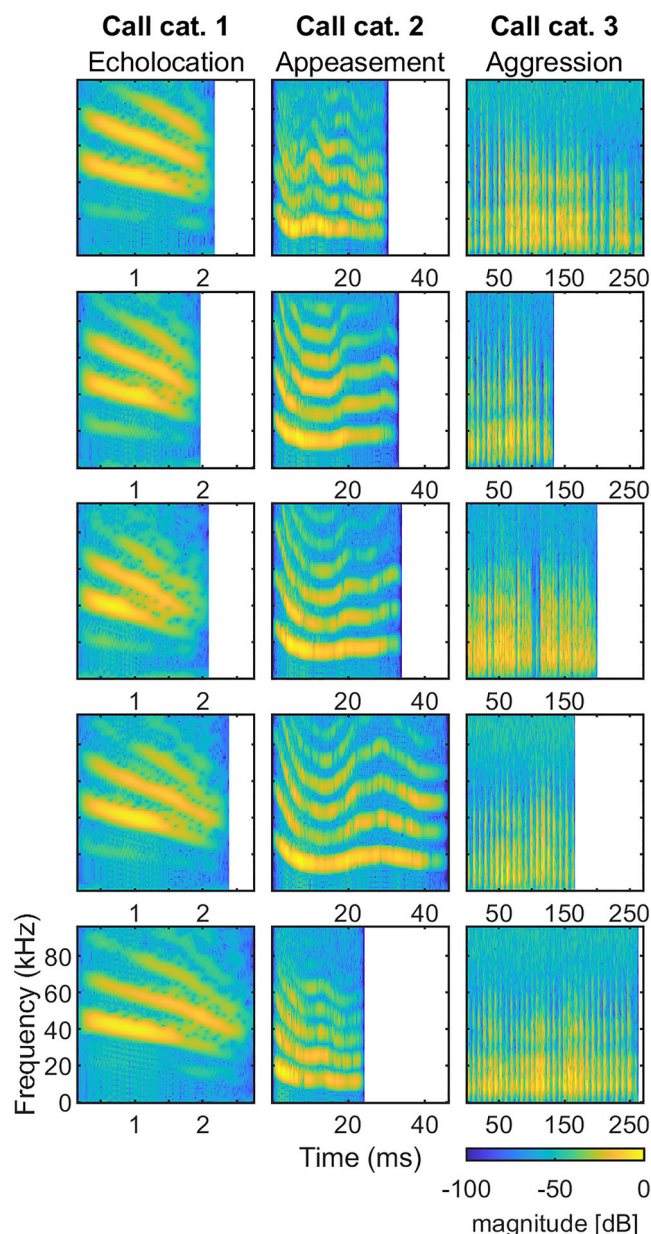 Call cat. 1 Call cat. 2 Call cat. 3
Echolocation Appeasement Aggression
1 2 20 40 50 150 250
1 2 20 40 50 150 250
1 2 20 40 50 150 250
1 2 20 40 50 150 250
Frequency (kHz)
80
60
40
20
0
1 2 20 40 50 150 250
Time (ms)
-100 -50 0
magnitude [dB]